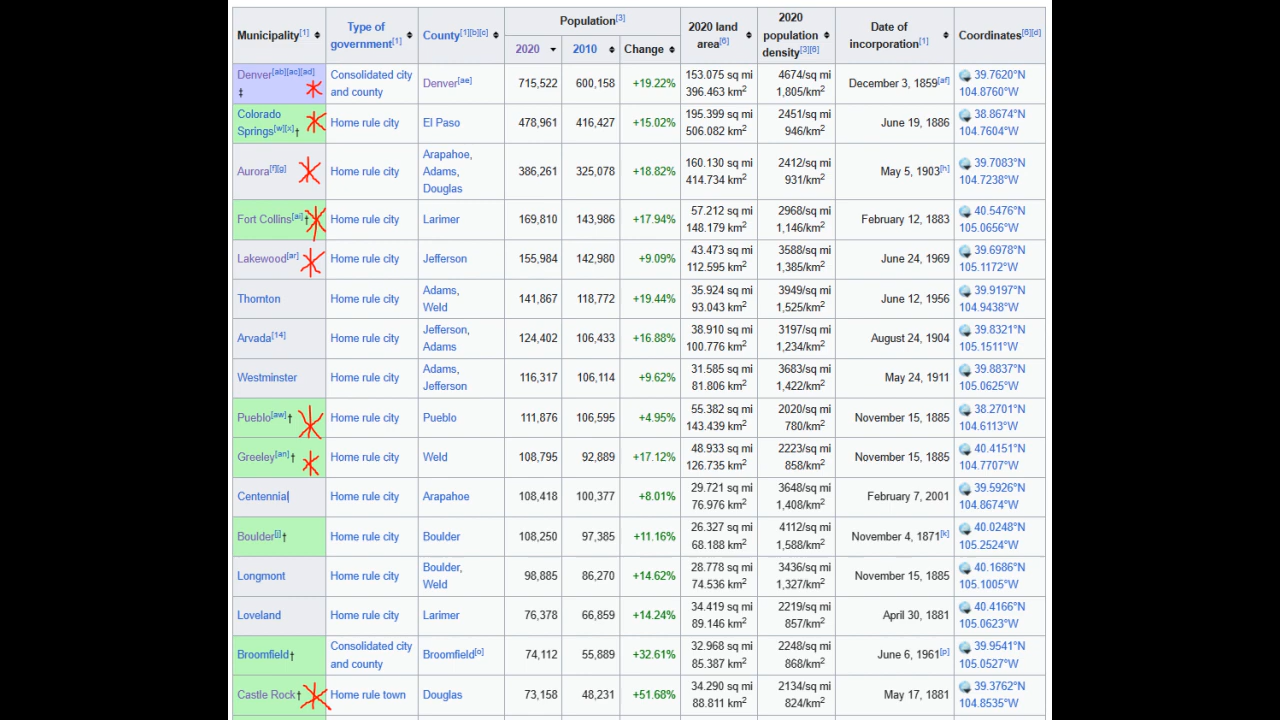 Municipality[1] Type of government[1] County[1][b][c] Population[3] 2020 land area[6] 2020 population density[3][6] Date of incorporation[1] Coordinates[6][d]
2020 2010 Change
Denver[ab][ac][ad] ‡ Consolidated city and county Denver[ae] 715,522 600,158 +19.22% 153.075 sq mi 396.463 km2 4674/sq mi 1,805/km2 December 3, 1859[af] 39.7620°N 104.8760°W
Colorado Springs[w][x]† Home rule city El Paso 478,961 416,427 +15.02% 195.399 sq mi 506.082 km2 2451/sq mi 946/km2 June 19, 1886 38.8674°N 104.7604°W
Aurora[f][g] Home rule city Arapahoe, Adams, Douglas 386,261 325,078 +18.82% 160.130 sq mi 414.734 km2 2412/sq mi 931/km2 May 5, 1903[h] 39.7083°N 104.7238°W
Fort Collins[ai]† Home rule city Larimer 169,810 143,986 +17.94% 57.212 sq mi 148.179 km2 2968/sq mi 1,146/km2 February 12, 1883 40.5476°N 105.0656°W
Lakewood[ar] Home rule city Jefferson 155,984 142,980 +9.09% 43.473 sq mi 112.595 km2 3588/sq mi 1,385/km2 June 24, 1969 39.6978°N 105.1172°W
Thornton Home rule city Adams, Weld 141,867 118,772 +19.44% 35.924 sq mi 93.043 km2 3949/sq mi 1,525/km2 June 12, 1956 39.9197°N 104.9438°W
Arvada[14] Home rule city Jefferson, Adams 124,402 106,433 +16.88% 38.910 sq mi 100.776 km2 3197/sq mi 1,234/km2 August 24, 1904 39.8321°N 105.1511°W
Westminster Home rule city Adams, Jefferson 116,317 106,114 +9.62% 31.585 sq mi 81.806 km2 3683/sq mi 1,422/km2 May 24, 1911 39.8837°N 105.0625°W
Pueblo[aw]† Home rule city Pueblo 111,876 106,595 +4.95% 55.382 sq mi 143.439 km2 2020/sq mi 780/km2 November 15, 1885 38.2701°N 104.6113°W
Greeley[an]† Home rule city Weld 108,795 92,889 +17.12% 48.933 sq mi 126.735 km2 2223/sq mi 858/km2 November 15, 1885 40.4151°N 104.7707°W
Centennial Home rule city Arapahoe 108,418 100,377 +8.01% 29.721 sq mi 76.976 km2 3648/sq mi 1,408/km2 February 7, 2001 39.5926°N 104.8674°W
Boulder[j]† Home rule city Boulder 108,250 97,385 +11.16% 26.327 sq mi 68.188 km2 4112/sq mi 1,588/km2 November 4, 1871[k] 40.0248°N 105.2524°W
Longmont Home rule city Boulder, Weld 98,885 86,270 +14.62% 28.778 sq mi 74.536 km2 3436/sq mi 1,327/km2 November 15, 1885 40.1686°N 105.1005°W
Loveland Home rule city Larimer 76,378 66,859 +14.24% 34.419 sq mi 89.146 km2 2219/sq mi 857/km2 April 30, 1881 40.4166°N 105.0623°W
Broomfield† Consolidated city and county Broomfield[o] 74,112 55,889 +32.61% 32.968 sq mi 85.387 km2 2248/sq mi 868/km2 June 6, 1961[p] 39.9541°N 105.0527°W
Castle Rock† Home rule town Douglas 73,158 48,231 +51.68% 34.290 sq mi 88.811 km2 2134/sq mi 824/km2 May 17, 1881 39.3762°N 104.8535°W